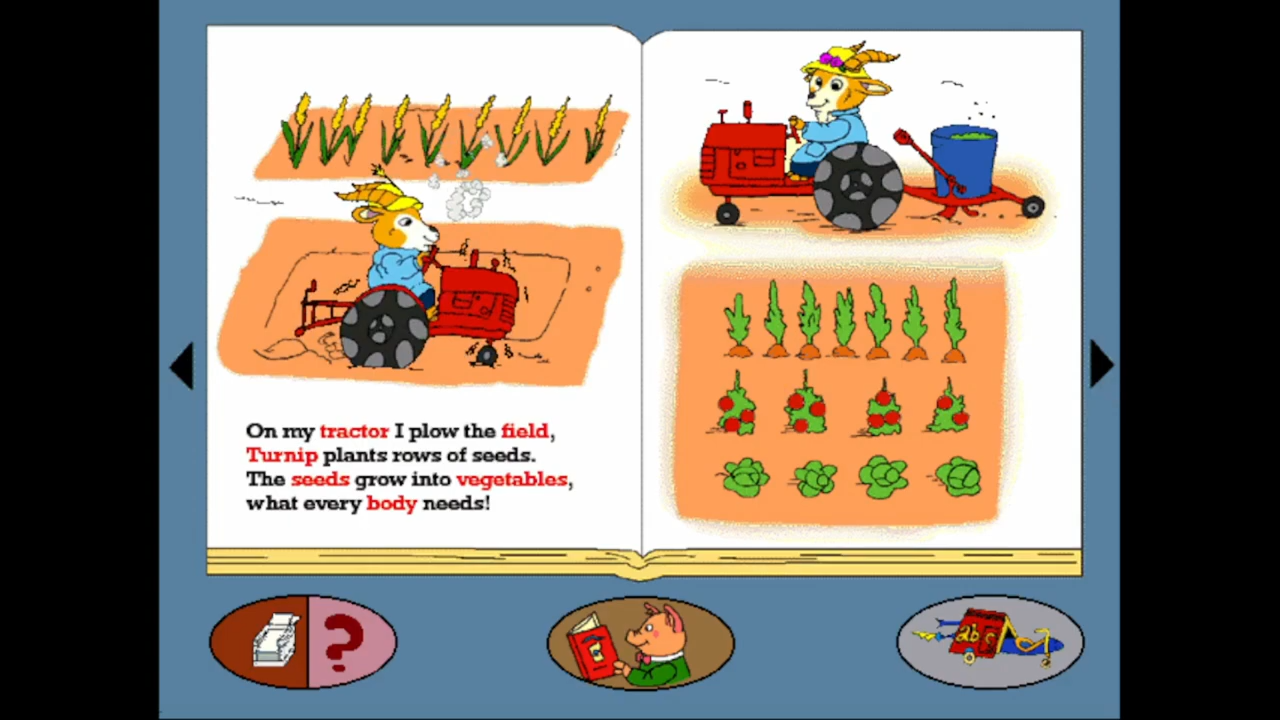 On my tractor I plow the field,
Turnip plants rows of seeds.
The seeds grow into vegetables,
what every body needs!
?
abc